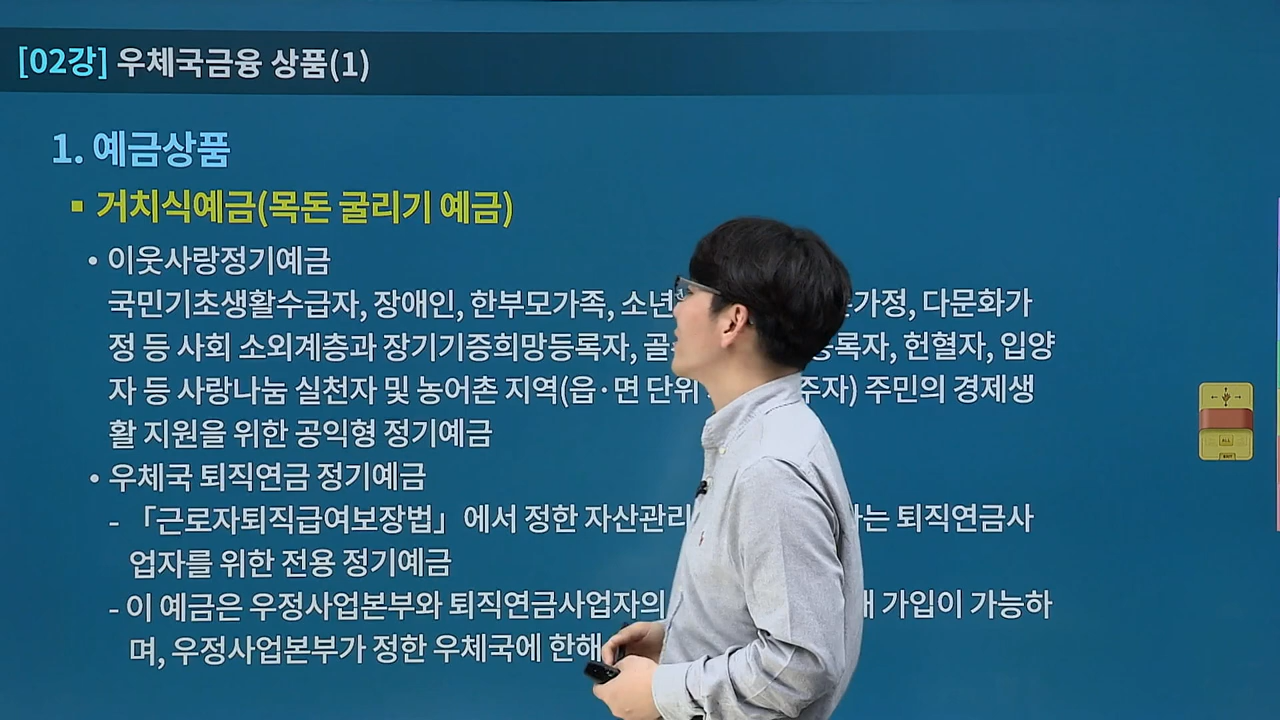 [02강] 우체국금융 상품(1)
1. 예금상품
▪ 거치식예금(목돈 굴리기 예금)
• 이웃사랑정기예금
국민기초생활수급자, 장애인, 한부모가족, 소년 가정, 다문화가
정 등 사회 소외계층과 장기기증희망등록자, 등록자, 헌혈자, 입양
자 등 사랑나눔 실천자 및 농어촌 지역(읍·면 단위 주자) 주민의 경제생
활 지원을 위한 공익형 정기예금
• 우체국 퇴직연금 정기예금
- 「근로자퇴직급여보장법」에서 정한 자산관리 는 퇴직연금사
업자를 위한 전용 정기예금
- 이 예금은 우정사업본부와 퇴직연금사업자의 가입이 가능하
며, 우정사업본부가 정한 우체국에 한해
ALL
EXIT